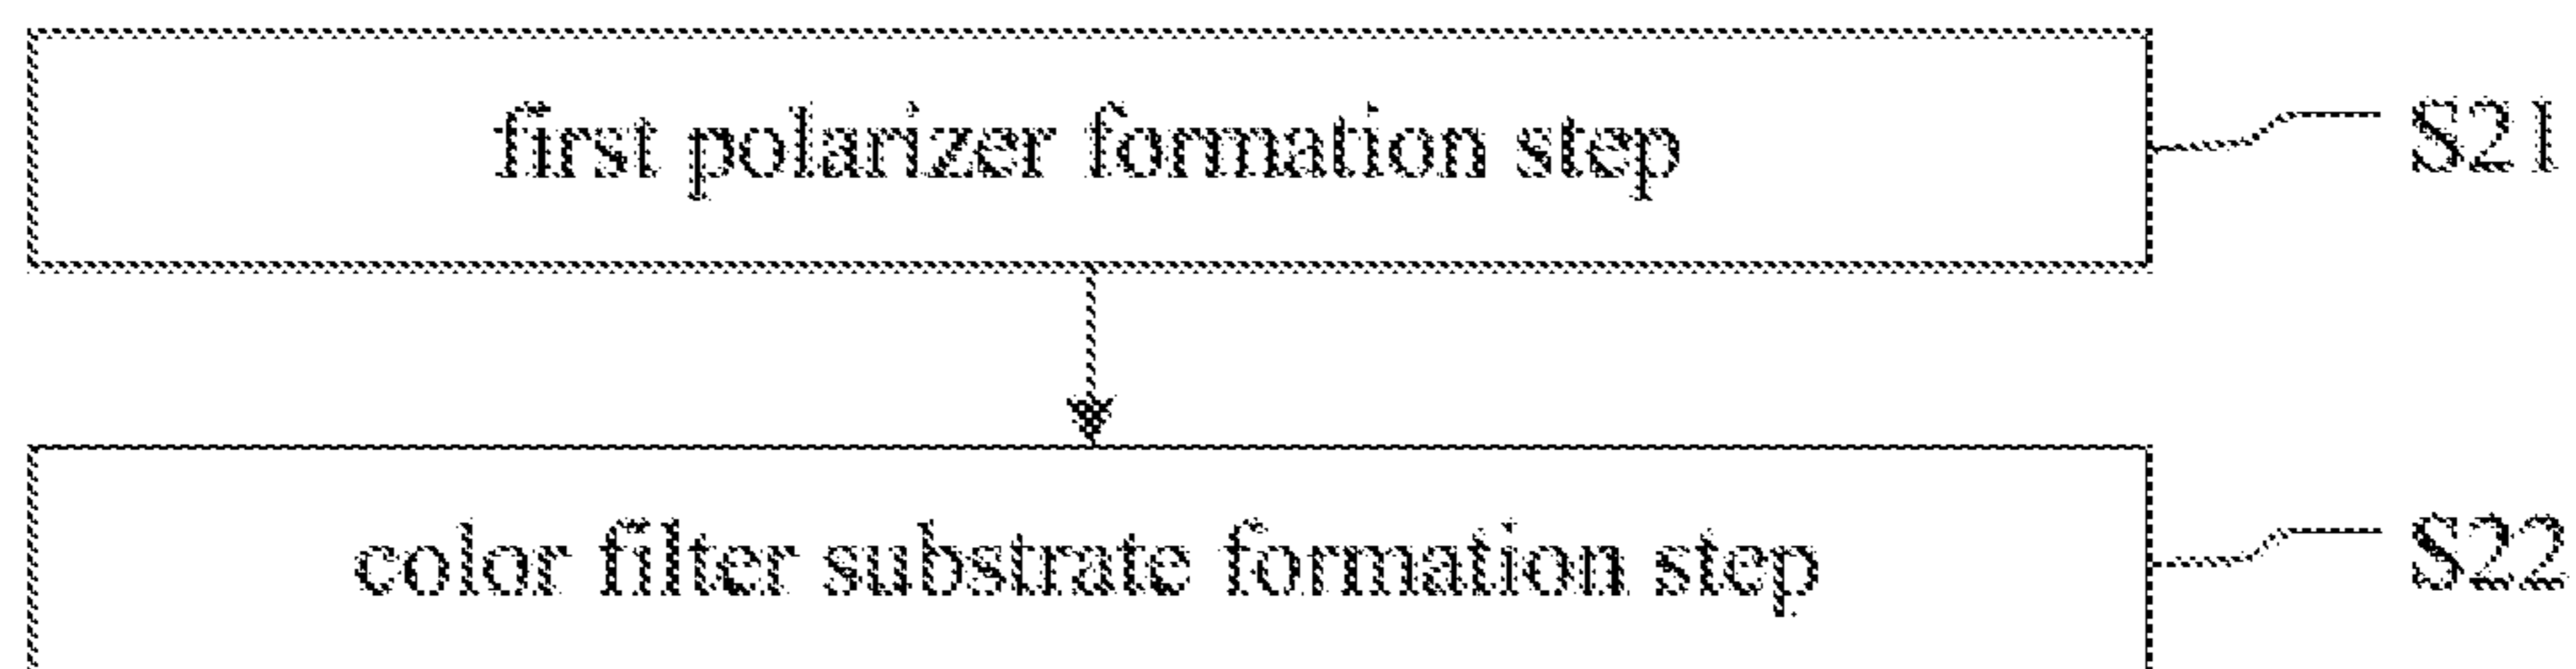 first polarizer formation step S21
color filter substrate formation step S22